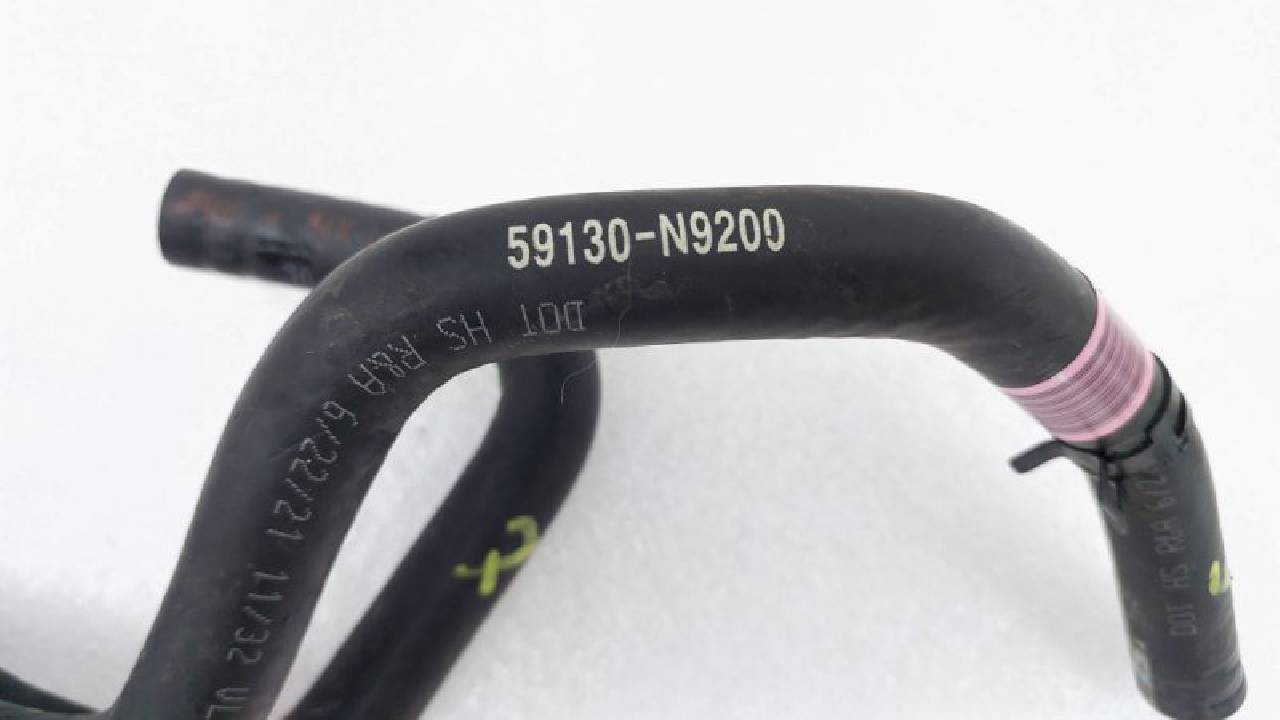 59130-N9200
DOT HS R&A 6/22/21 11/32 VL
DOT HS R&A 6/2